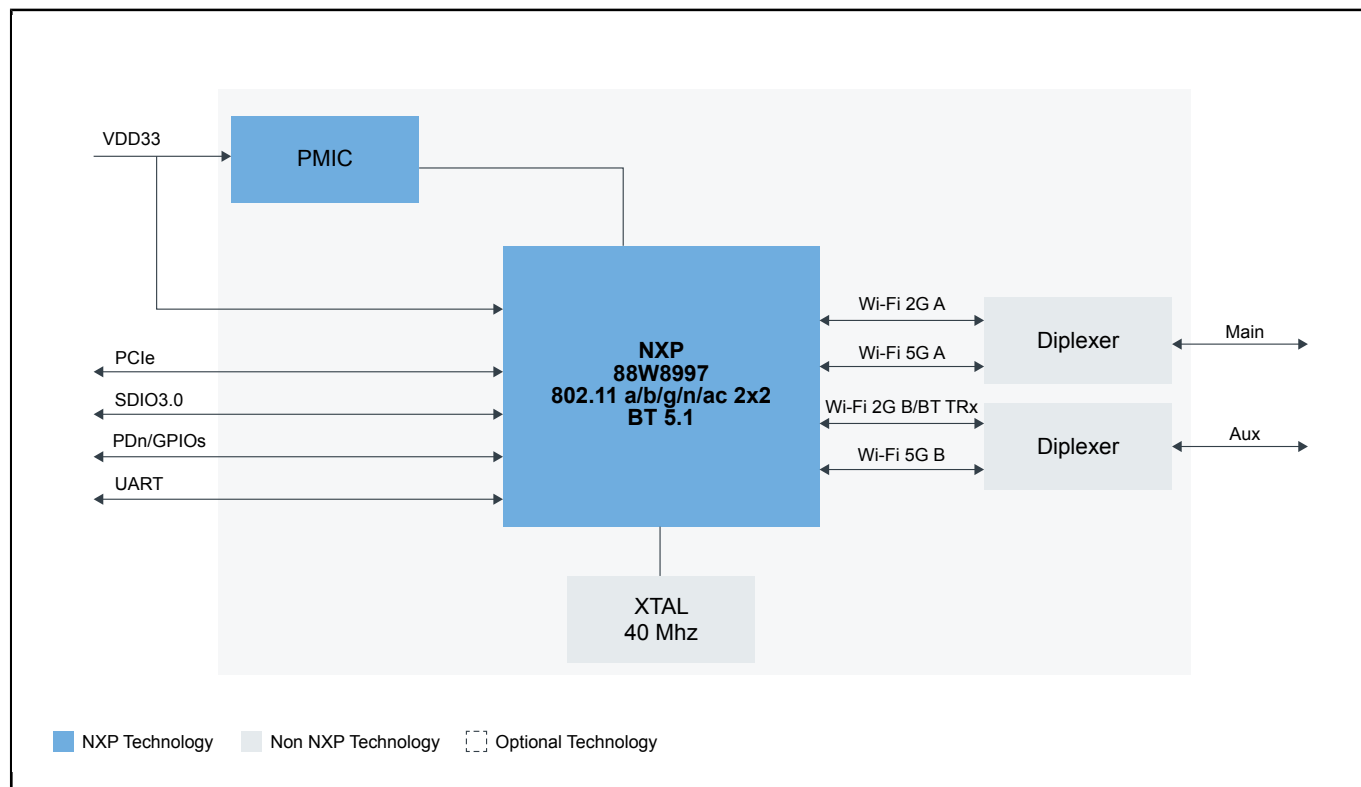 VDD33
PMIC
PCIe
SDIO3.0
PDn/GPIOs
UART
NXP
88W8997
802.11 a/b/g/n/ac 2x2
BT 5.1
Wi-Fi 2G A
Wi-Fi 5G A
Wi-Fi 2G B/BT TRx
Wi-Fi 5G B
Diplexer
Main
Diplexer
Aux
XTAL
40 Mhz
NXP Technology
Non NXP Technology
Optional Technology